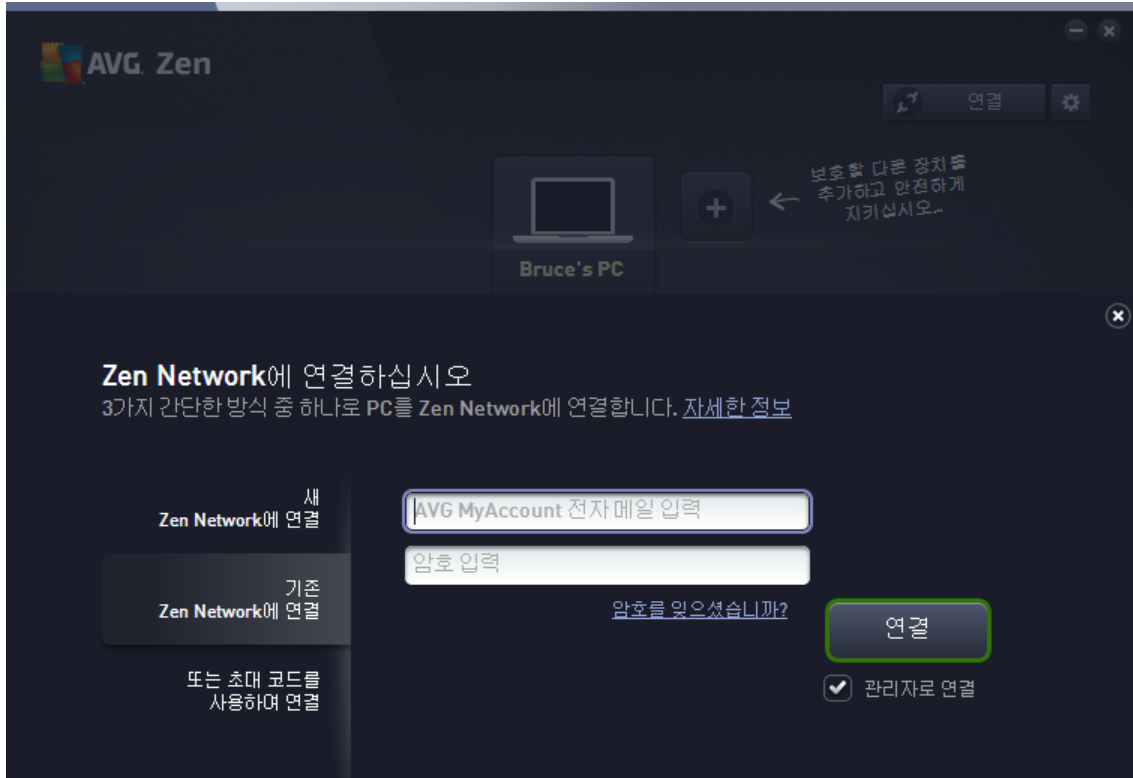 AVG. Zen
연결
보호할 다른 장치를
추가하고 안전하게
지키십시오...
Bruce's PC
Zen Network에 연결하십시오
3가지 간단한 방식 중 하나로 PC를 Zen Network에 연결합니다. 자세한 정보
새
Zen Network에 연결
기존
Zen Network에 연결
또는 초대 코드를
사용하여 연결
AVG MyAccount 전자 메일 입력
암호 입력
암호를 잊으셨습니까?
연결
관리자로 연결